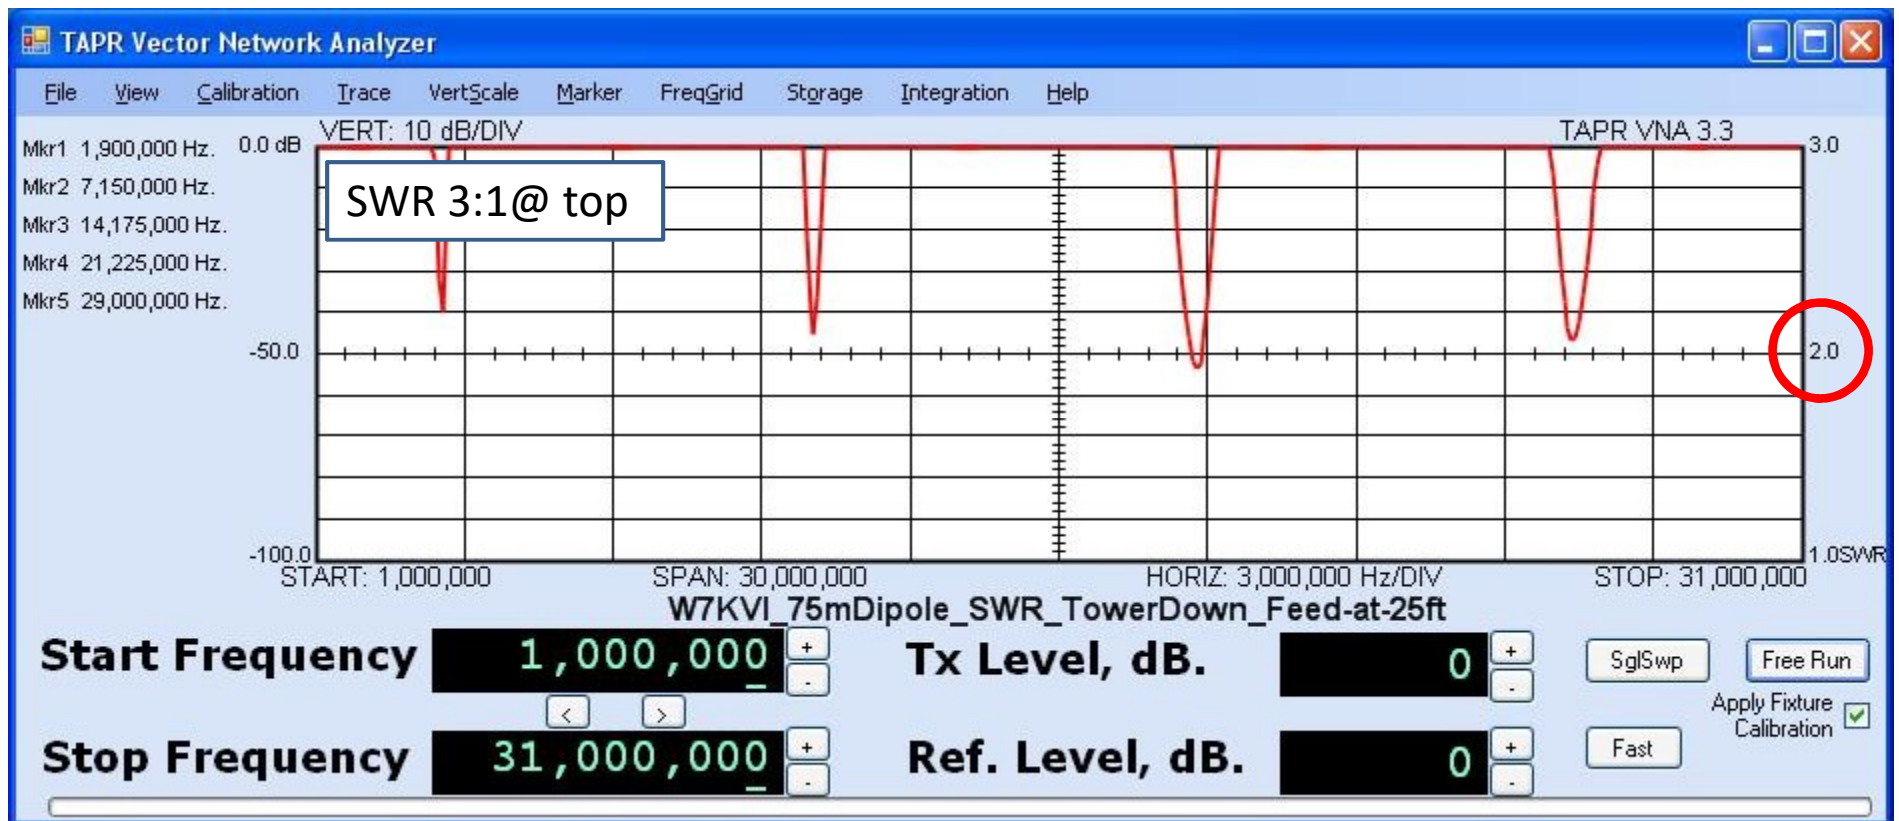 TAPR Vector Network Analyzer
File View Calibration Trace VertScale Marker FreqGrid Storage Integration Help
VERT: 10 dB/DIV TAPR VNA 3.3
Mkr1 1,900,000 Hz. 0.0 dB 3.0
Mkr2 7,150,000 Hz.
SWR 3:1@ top
Mkr3 14,175,000 Hz.
Mkr4 21,225,000 Hz.
Mkr5 29,000,000 Hz.
-50.0 2.0
-100.0 1.0SWR
START: 1,000,000 SPAN: 30,000,000 HORIZ: 3,000,000 Hz/DIV STOP: 31,000,000
W7KVI_75mDipole_SWR_TowerDown_Feed-at-25ft
Start Frequency 1,000,000 + - Tx Level, dB. 0 + - SglSwp Free Run
< >
Apply Fixture
Calibration
Stop Frequency 31,000,000 + - Ref. Level, dB. 0 + - Fast